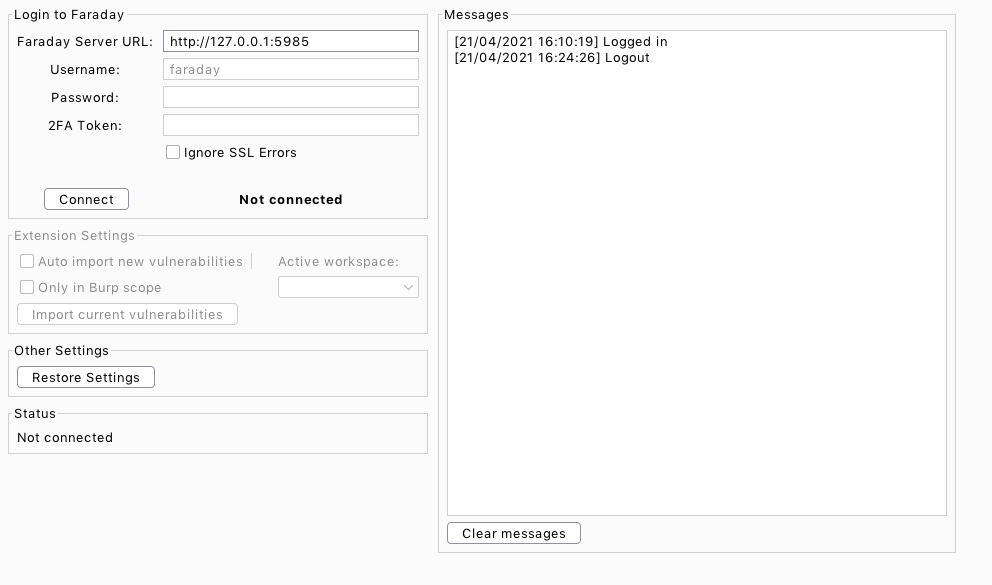 Login to Faraday
Faraday Server URL: http://127.0.0.1:5985
Username: faraday
Password:
2FA Token:
Ignore SSL Errors
Connect Not connected
Extension Settings
Auto import new vulnerabilities Active workspace:
Only in Burp scope
Import current vulnerabilities
Other Settings
Restore Settings
Status
Not connected
Messages
[21/04/2021 16:10:19] Logged in
[21/04/2021 16:24:26] Logout
Clear messages